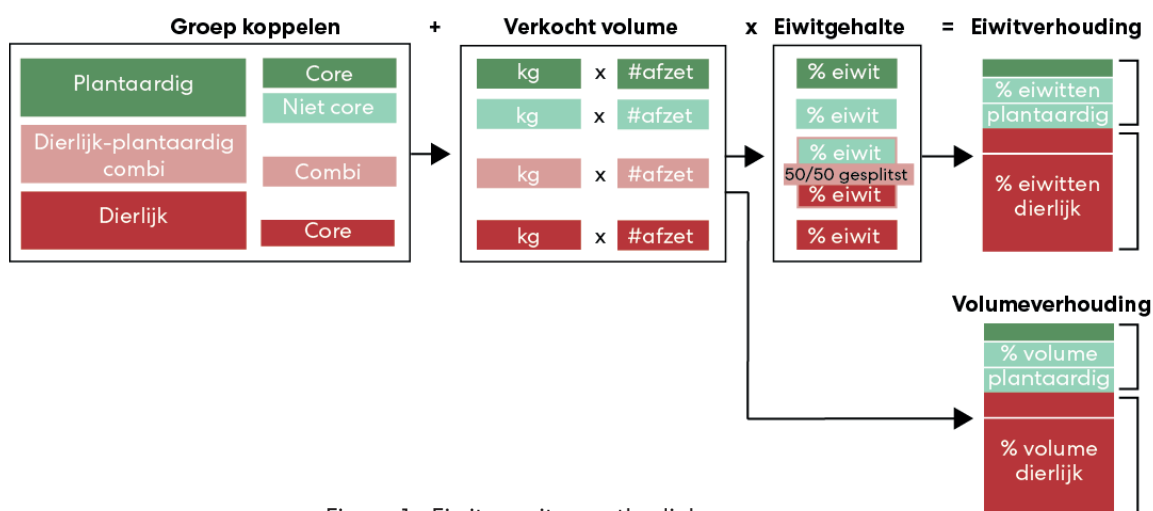 Groep koppelen + Verkocht volume x Eiwitgehalte = Eiwitverhouding
Plantaardig
Core
Niet core
Dierlijk-plantaardig
combi
Combi
Dierlijk
Core
kg x #afzet
kg x #afzet
kg x #afzet
kg x #afzet
% eiwit
% eiwit
% eiwit
50/50 gesplitst
% eiwit
% eiwit
% eiwitten
plantaardig
% eiwitten
dierlijk
Volumeverhouding
% volume
plantaardig
% volume
dierlijk